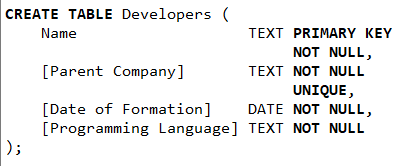 CREATE TABLE Developers (
    Name                 TEXT PRIMARY KEY
                              NOT NULL,
    [Parent Company]       TEXT NOT NULL
                              UNIQUE,
    [Date of Formation]    DATE NOT NULL,
    [Programming Language] TEXT NOT NULL
);